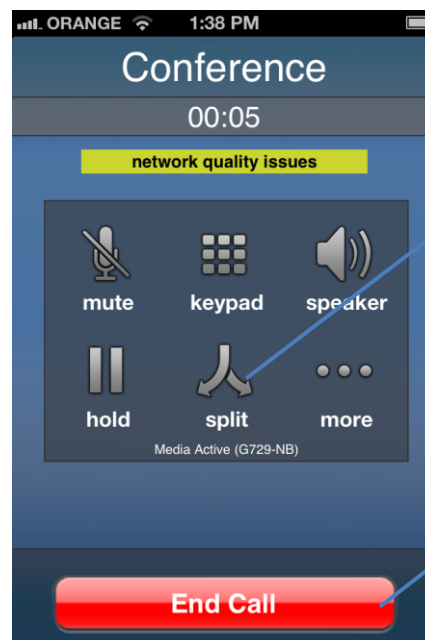 ORANGE 1:38 PM
Conference
00:05
network quality issues
mute keypad speaker
hold split more
Media Active (G729-NB)
End Call